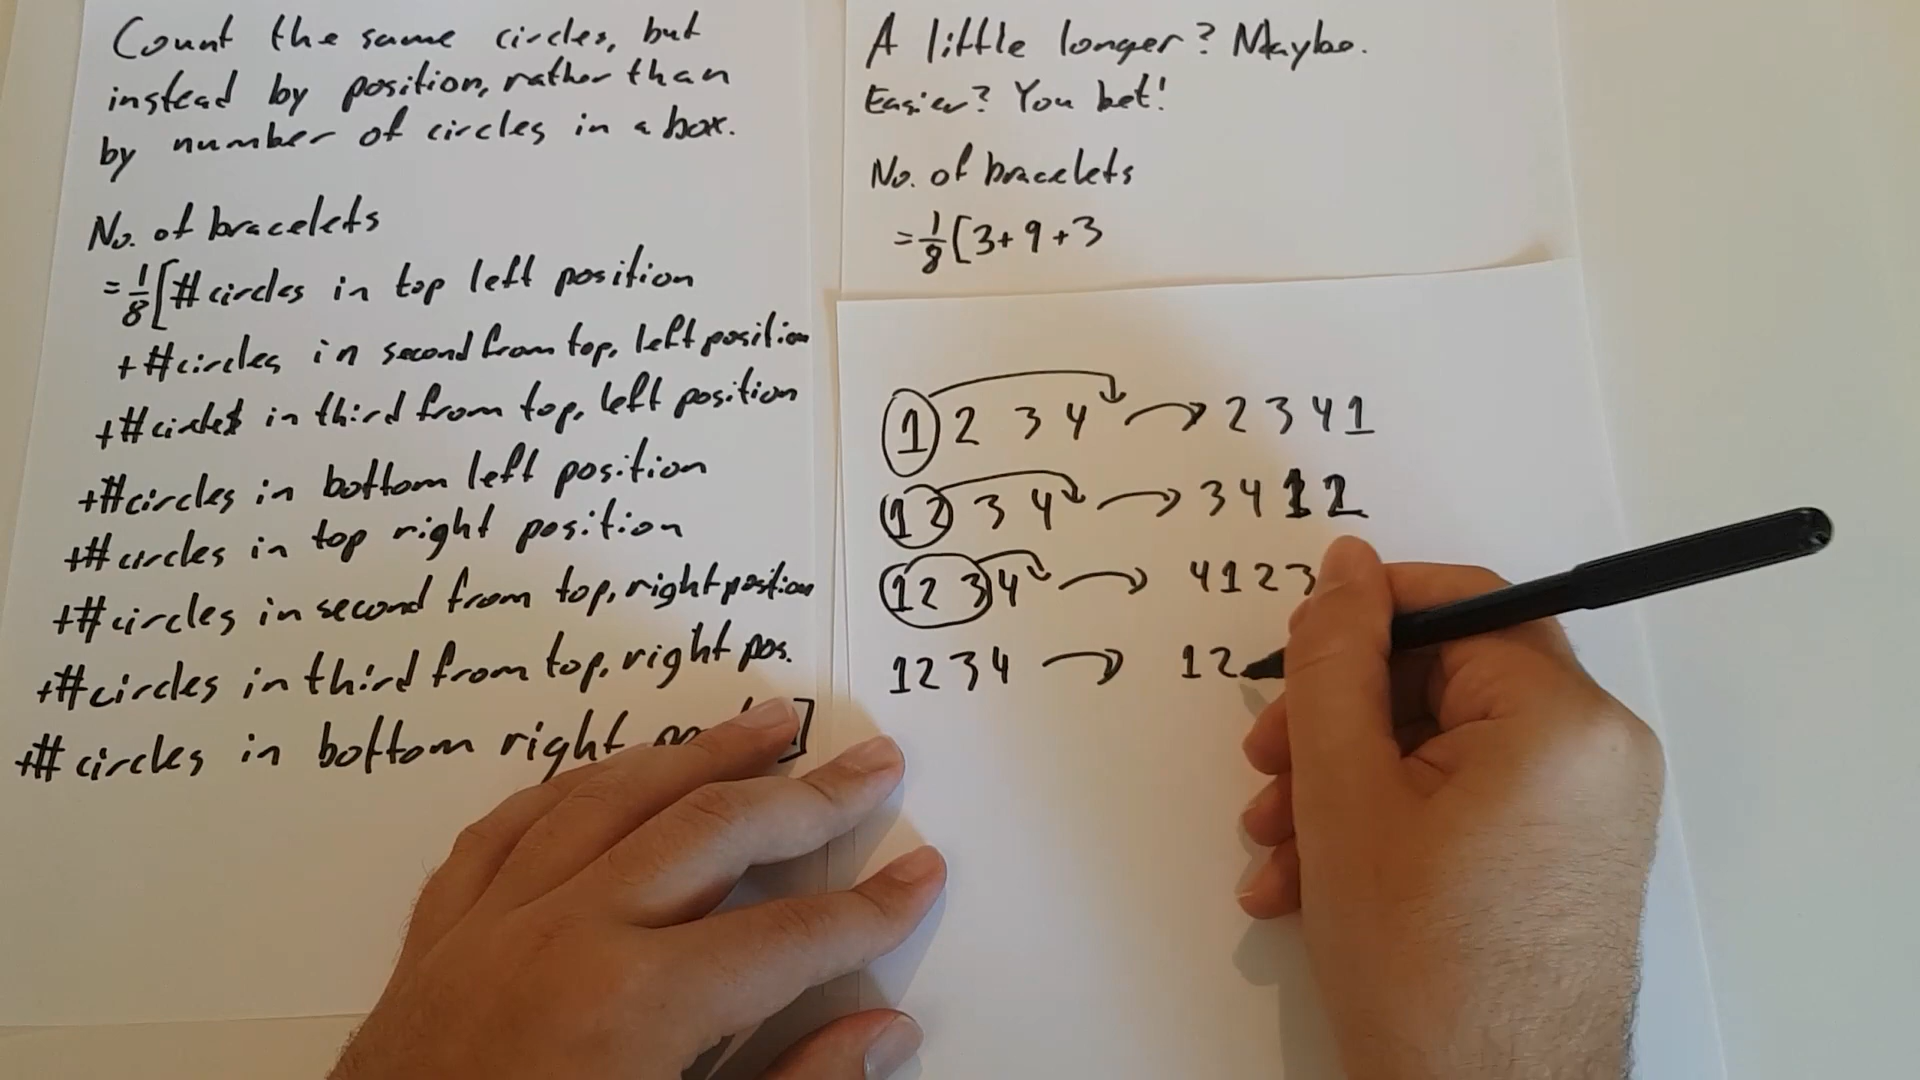 Count the same circles, but
instead by position, rather than
by number of circles in a box.
No. of bracelets
= 1/8 [# circles in top left position
+ # circles in second from top, left position
+ # circles in third from top, left position
+ # circles in bottom left position
+ # circles in top right position
+ # circles in second from top, right position
+ # circles in third from top, right pos.
+ # circles in bottom right ]
A little longer? Maybe.
Easier? You bet!
No. of bracelets
= 1/8 [3 + 9 + 3
1 2 3 4 → 2 3 4 1
1 2 3 4 → 3 4 1 2
1 2 3 4 → 4 1 2 3
1 2 3 4 → 1 2